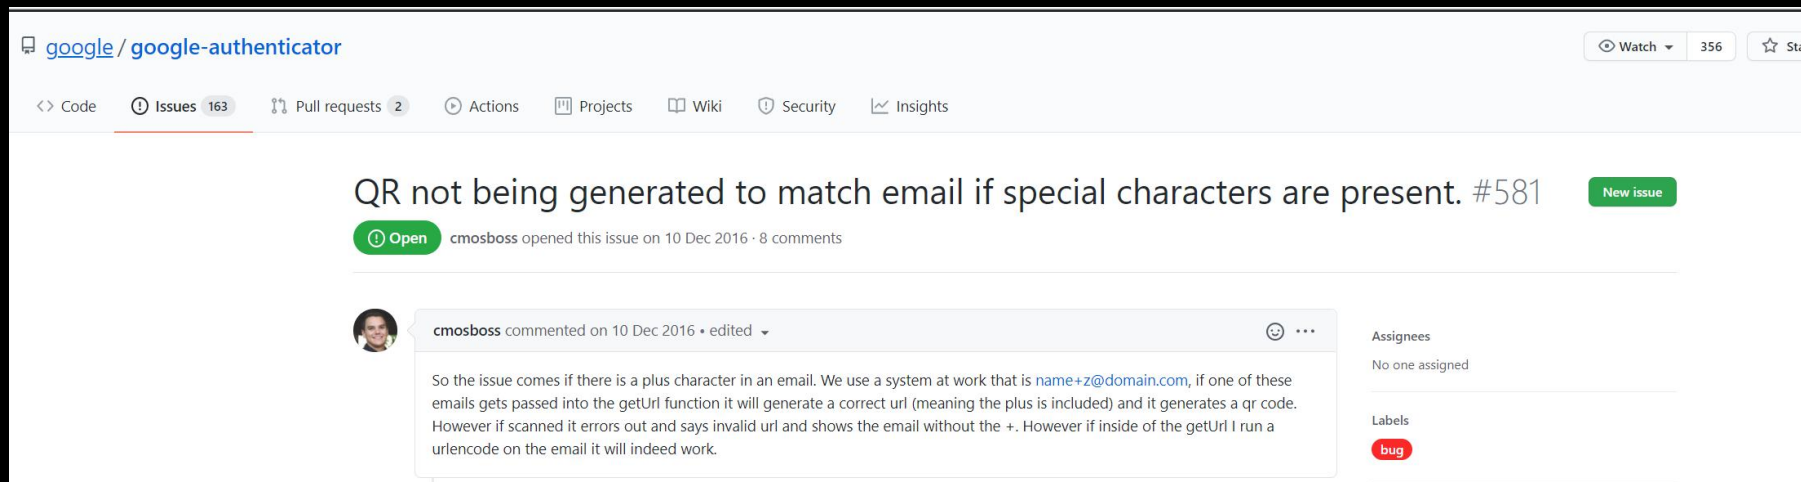 google / google-authenticator
Watch 356
Code Issues 163 Pull requests 2 Actions Projects Wiki Security Insights
QR not being generated to match email if special characters are present. #581
New issue
Open cmosboss opened this issue on 10 Dec 2016 · 8 comments
cmosboss commented on 10 Dec 2016 • edited
So the issue comes if there is a plus character in an email. We use a system at work that is name+z@domain.com, if one of these
emails gets passed into the getUrl function it will generate a correct url (meaning the plus is included) and it generates a qr code.
However if scanned it errors out and says invalid url and shows the email without the +. However if inside of the getUrl I run a
urlencode on the email it will indeed work.
Assignees
No one assigned
Labels
bug